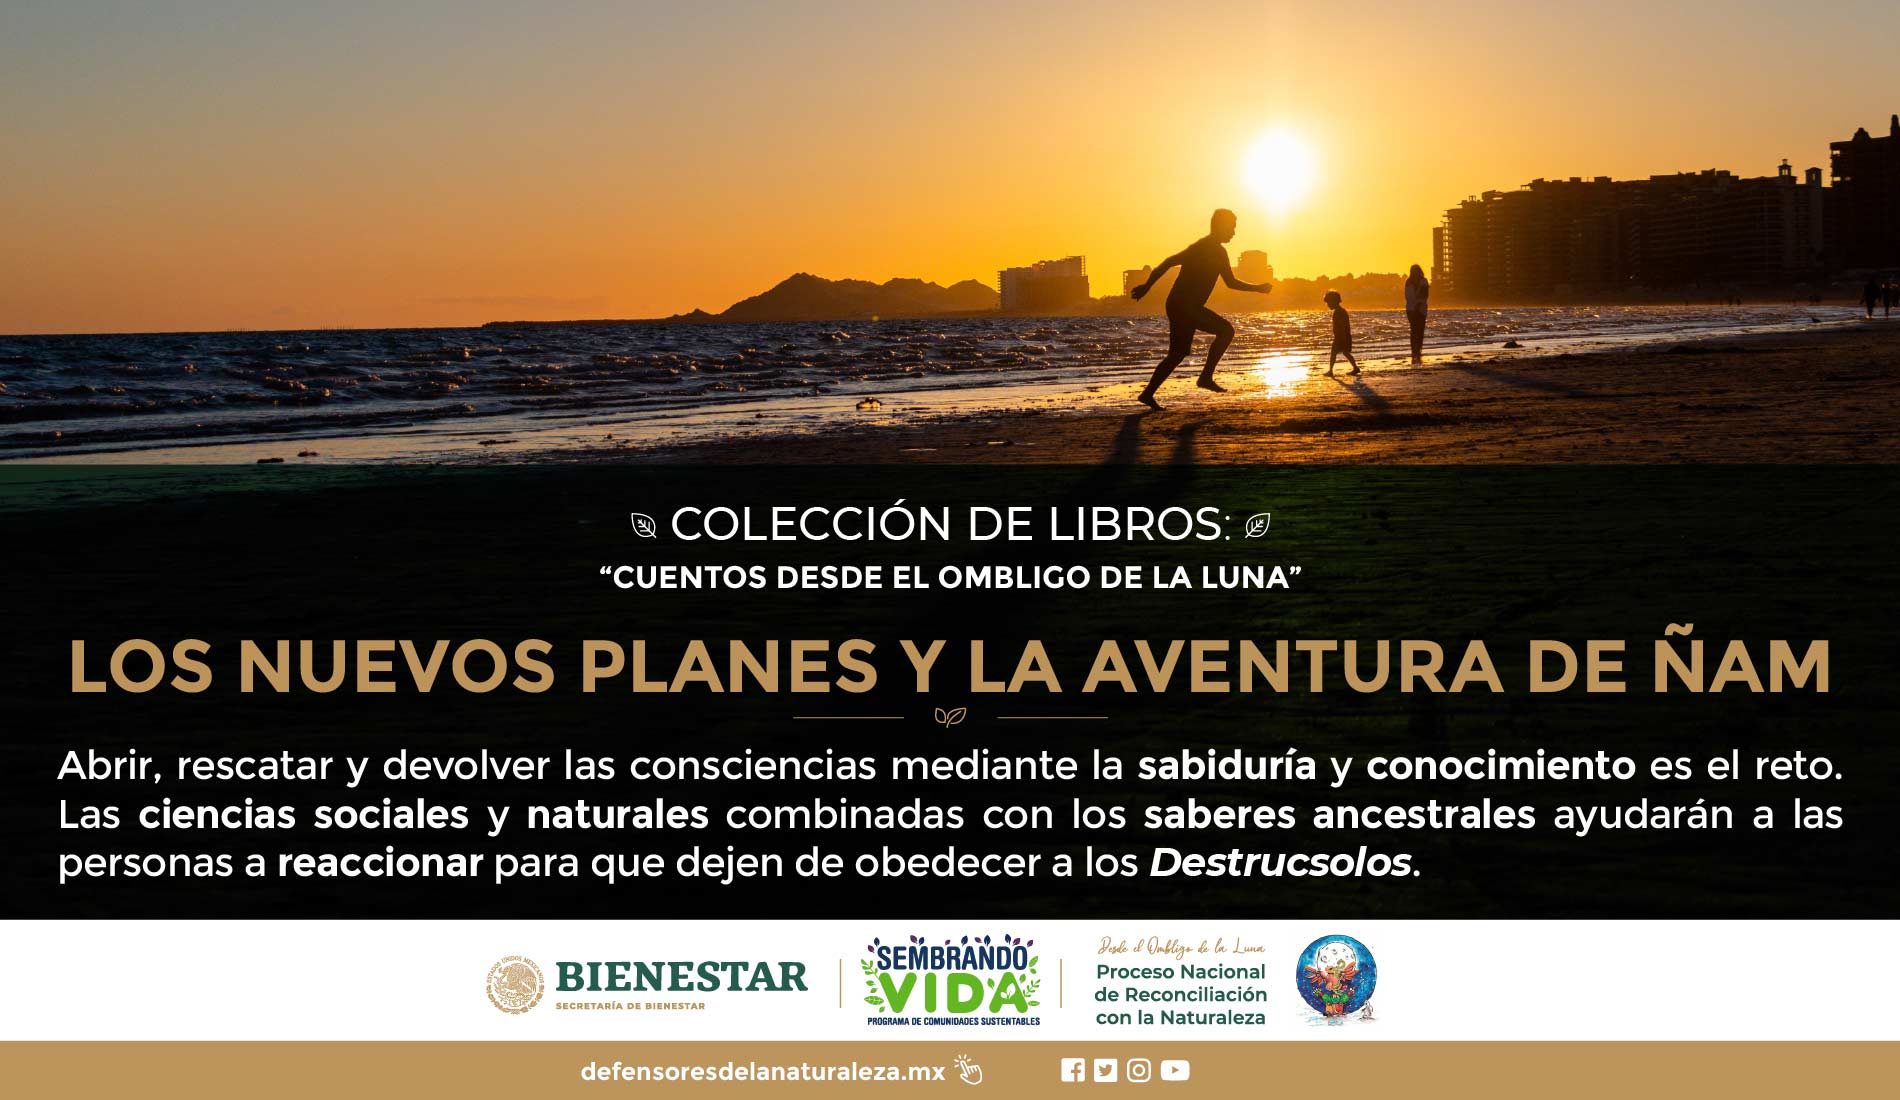 COLECCIÓN DE LIBROS:
“CUENTOS DESDE EL OMBLIGO DE LA LUNA”
LOS NUEVOS PLANES Y LA AVENTURA DE ÑAM
Abrir, rescatar y devolver las consciencias mediante la sabiduría y conocimiento es el reto.
Las ciencias sociales y naturales combinadas con los saberes ancestrales ayudarán a las
personas a reaccionar para que dejen de obedecer a los Destrucsolos.
ESTADOS UNIDOS MEXICANOS
BIENESTAR
SECRETARÍA DE BIENESTAR
SEMBRANDO
VIDA
PROGRAMA DE COMUNIDADES SUSTENTABLES
Desde el Ombligo de la Luna
Proceso Nacional
de Reconciliación
con la Naturaleza
defensoresdelanaturaleza.mx